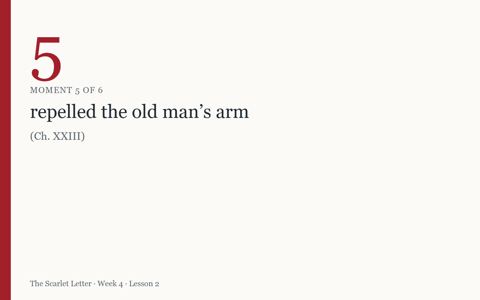 5
MOMENT 5 OF 6
repelled the old man’s arm
(Ch. XXIII)
The Scarlet Letter · Week 4 · Lesson 2